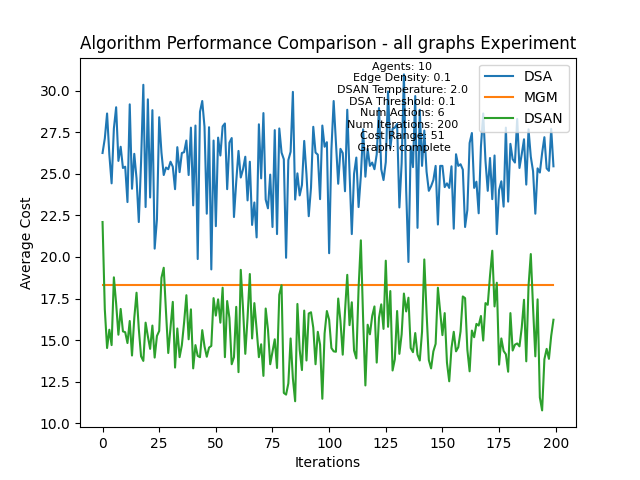 Algorithm Performance Comparison - all graphs Experiment
Agents: 10
Edge Density: 0.1
DSAN Temperature: 2.0
DSA Threshold: 0.1
Num Actions: 6
Num Iterations: 200
Cost Range: 51
Graph: complete
DSA
MGM
DSAN
Average Cost
30.0
27.5
25.0
22.5
20.0
17.5
15.0
12.5
10.0
0 25 50 75 100 125 150 175 200
Iterations